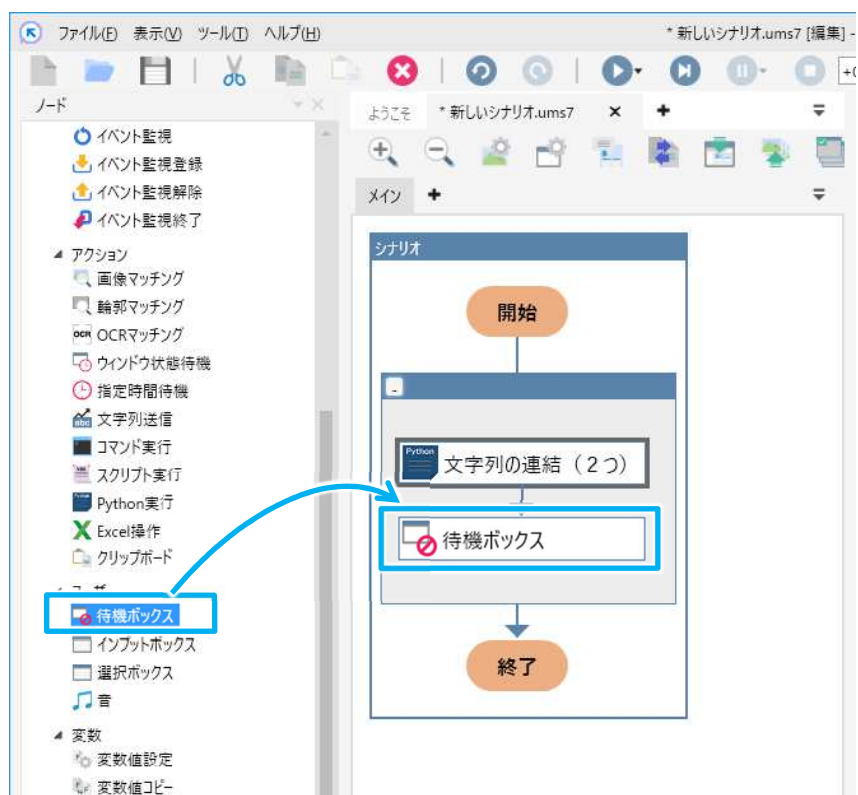 ファイル(F) 表示(V) ツール(T) ヘルプ(H)
* 新しいシナリオ.ums7 [編集] -
ノード
イベント監視
イベント監視登録
イベント監視解除
イベント監視終了
アクション
画像マッチング
輪郭マッチング
OCR OCRマッチング
ウィンドウ状態待機
指定時間待機
abc 文字列送信
コマンド実行
スクリプト実行
Python実行
Excel操作
クリップボード
待機ボックス
インプットボックス
選択ボックス
音
変数
変数値設定
変数値コピー
ようこそ * 新しいシナリオ.ums7
メイン
シナリオ
開始
Python 文字列の連結（２つ）
待機ボックス
終了